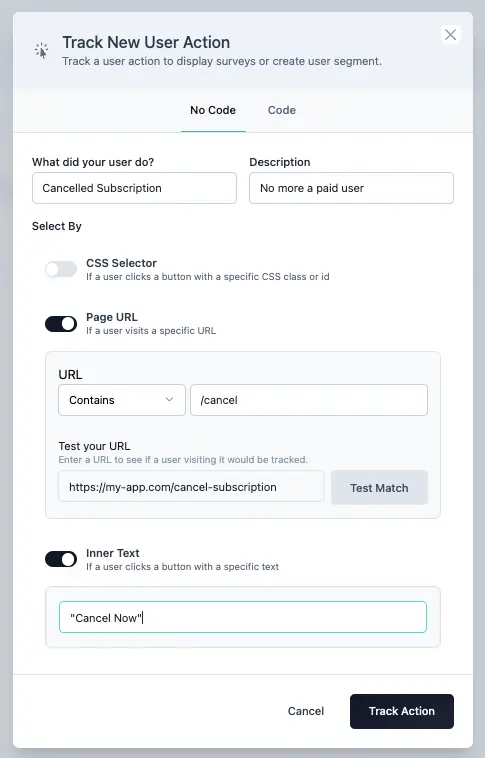 Track New User Action
Track a user action to display surveys or create user segment.
No Code
Code
What did your user do?
Description
Cancelled Subscription
No more a paid user
Select By
CSS Selector
If a user clicks a button with a specific CSS class or id
Page URL
If a user visits a specific URL
URL
Contains
/cancel
Test your URL
Enter a URL to see if a user visiting it would be tracked.
https://my-app.com/cancel-subscription
Test Match
Inner Text
If a user clicks a button with a specific text
"Cancel Now"
Cancel
Track Action